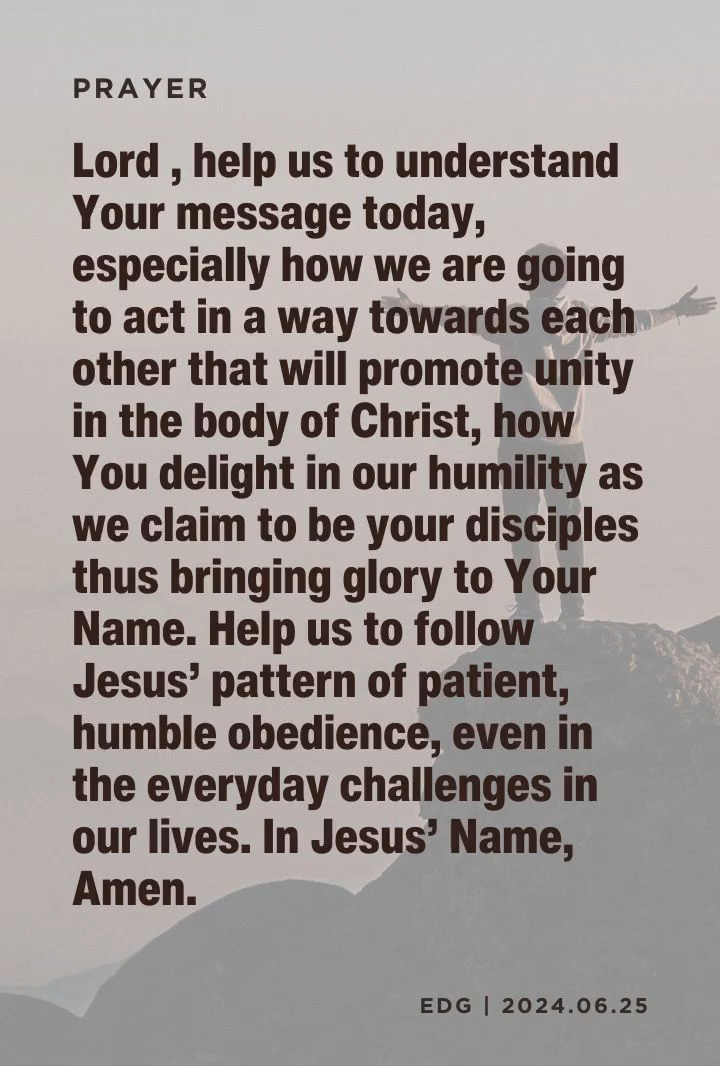 PRAYER
Lord , help us to understand
Your message today,
especially how we are going
to act in a way towards each
other that will promote unity
in the body of Christ, how
You delight in our humility as
we claim to be your disciples
thus bringing glory to Your
Name. Help us to follow
Jesus’ pattern of patient,
humble obedience, even in
the everyday challenges in
our lives. In Jesus’ Name,
Amen.
EDG | 2024.06.25